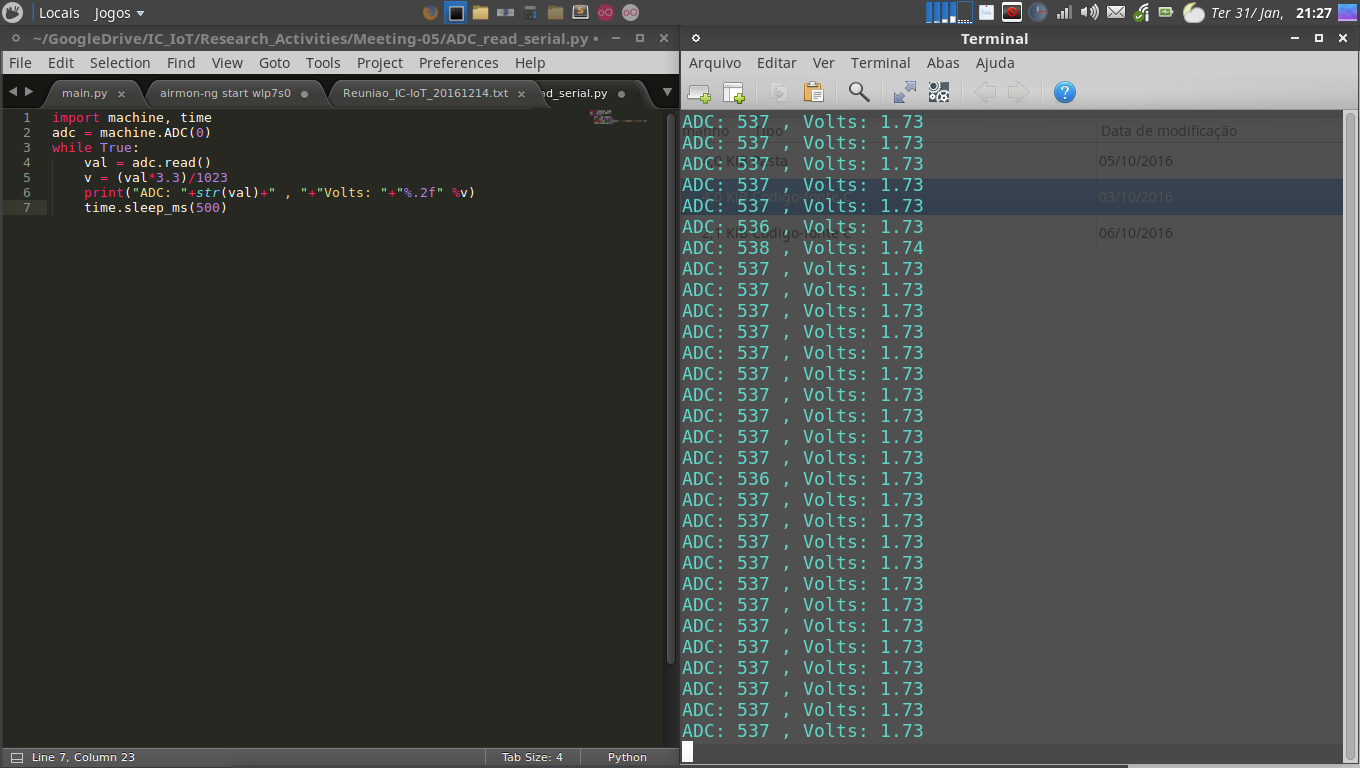 Locais Jogos Ter 31/ Jan, 21:27
~/GoogleDrive/IC_IoT/Research_Activities/Meeting-05/ADC_read_serial.py •
File Edit Selection Find View Goto Tools Project Preferences Help
main.py × airmon-ng start wlp7s0 Reuniao_IC-IoT_20161214.txt × ad_serial.py
1 import machine, time
2 adc = machine.ADC(0)
3 while True:
4 val = adc.read()
5 v = (val*3.3)/1023
6 print("ADC: "+str(val)+" , "+"Volts: "+"%.2f" %v)
7 time.sleep_ms(500)
Line 7, Column 23 Tab Size: 4 Python
Terminal
Arquivo Editar Ver Terminal Abas Ajuda
Data de modificação
05/10/2016
03/10/2016
06/10/2016
ADC: 537 , Volts: 1.73
ADC: 537 , Volts: 1.73
ADC: 537 , Volts: 1.73
ADC: 537 , Volts: 1.73
ADC: 537 , Volts: 1.73
ADC: 536 , Volts: 1.73
ADC: 538 , Volts: 1.74
ADC: 537 , Volts: 1.73
ADC: 537 , Volts: 1.73
ADC: 537 , Volts: 1.73
ADC: 537 , Volts: 1.73
ADC: 537 , Volts: 1.73
ADC: 537 , Volts: 1.73
ADC: 537 , Volts: 1.73
ADC: 537 , Volts: 1.73
ADC: 537 , Volts: 1.73
ADC: 537 , Volts: 1.73
ADC: 536 , Volts: 1.73
ADC: 537 , Volts: 1.73
ADC: 537 , Volts: 1.73
ADC: 537 , Volts: 1.73
ADC: 537 , Volts: 1.73
ADC: 537 , Volts: 1.73
ADC: 537 , Volts: 1.73
ADC: 537 , Volts: 1.73
ADC: 537 , Volts: 1.73
ADC: 537 , Volts: 1.73
ADC: 537 , Volts: 1.73
ADC: 537 , Volts: 1.73
ADC: 537 , Volts: 1.73